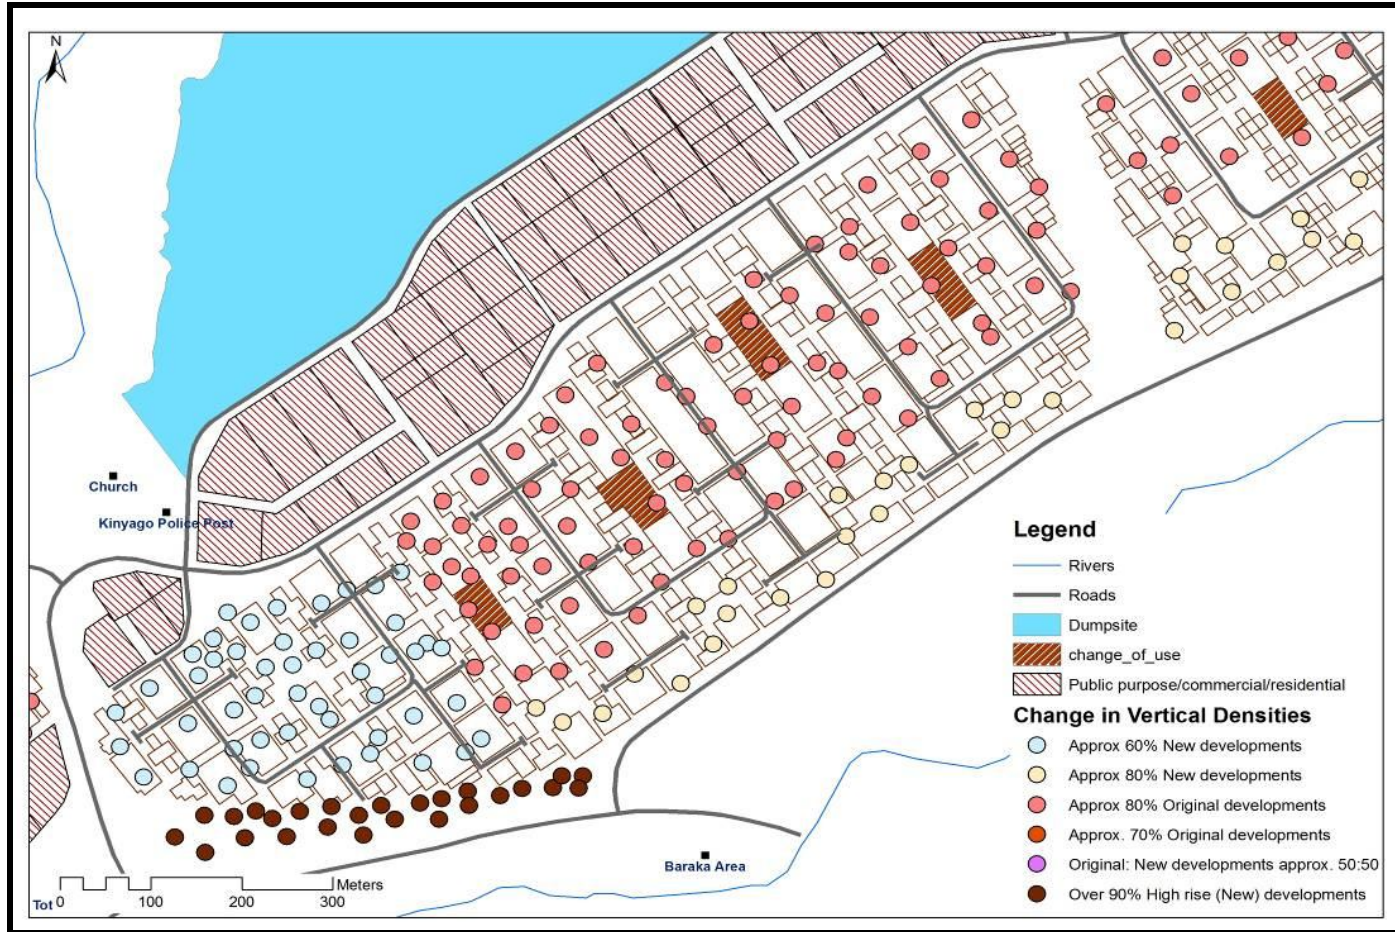 N
Church
Kinyago Police Post
Legend
Rivers
Roads
Dumpsite
change_of_use
Public purpose/commercial/residential
Change in Vertical Densities
Approx 60% New developments
Approx 80% New developments
Approx 80% Original developments
Approx. 70% Original developments
Original: New developments approx. 50:50
Over 90% High rise (New) developments
Baraka Area
Meters
Tot 0 100 200 300